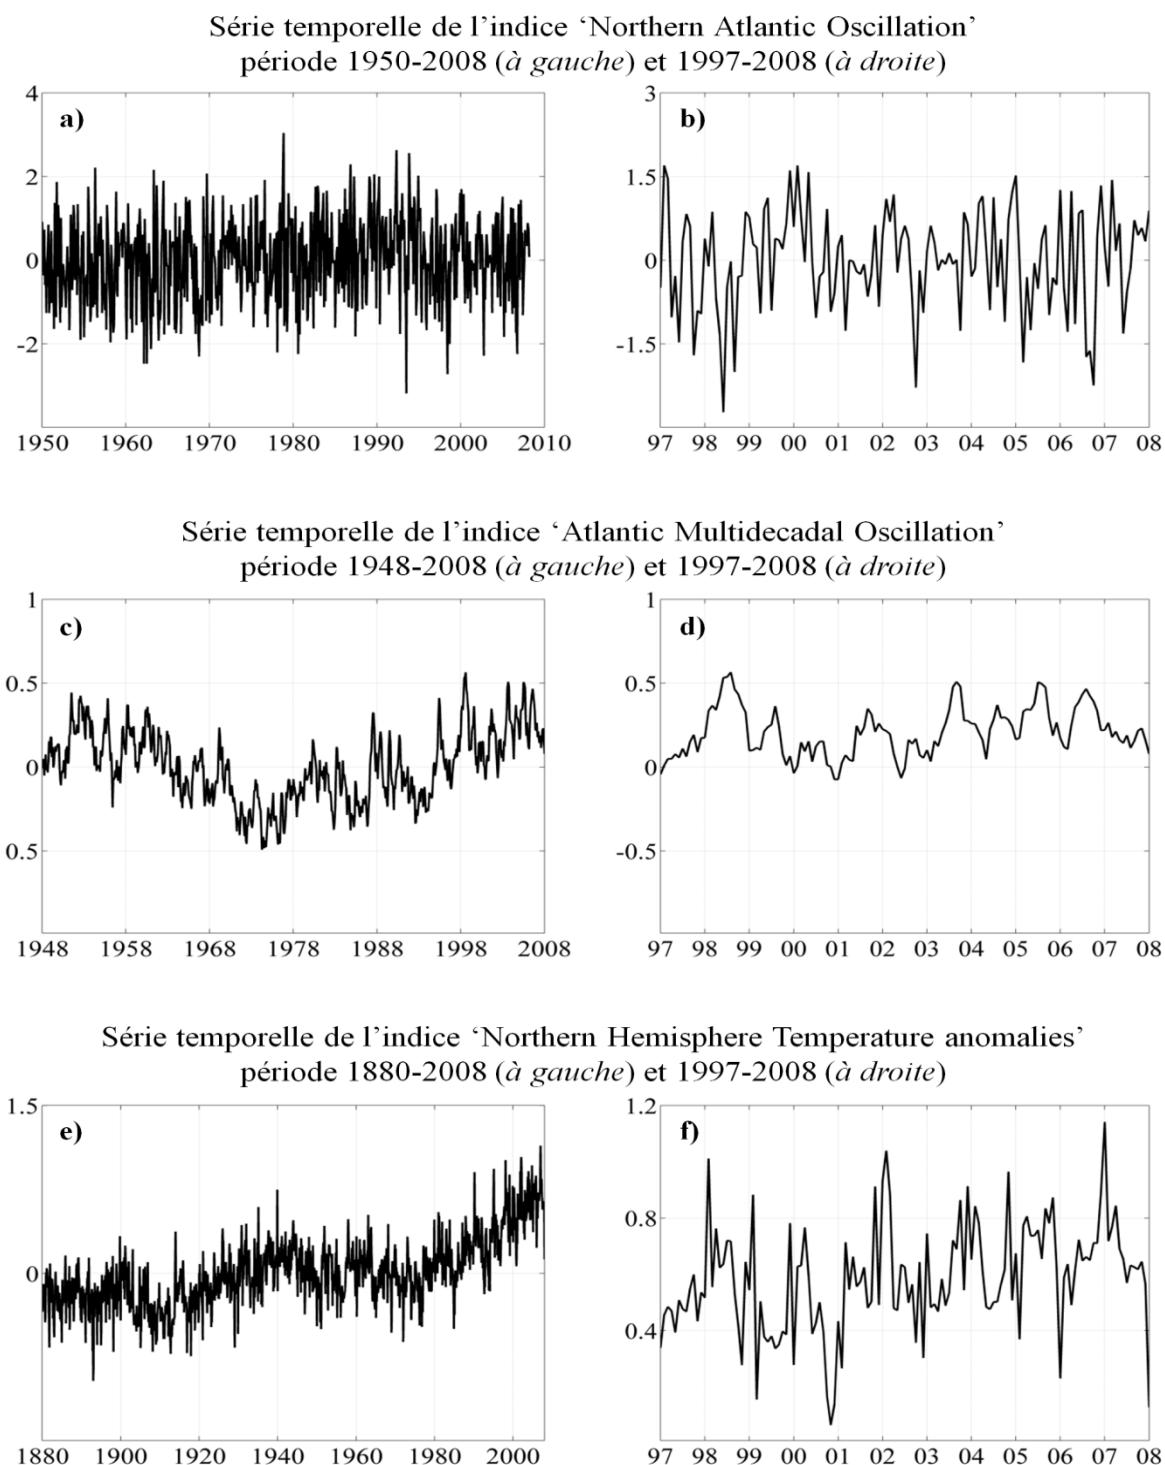 Série temporelle de l’indice ‘Northern Atlantic Oscillation’
période 1950-2008 (à gauche) et 1997-2008 (à droite)
a)
4
2
0
-2
1950 1960 1970 1980 1990 2000 2010
b)
3
1.5
0
-1.5
97 98 99 00 01 02 03 04 05 06 07 08
Série temporelle de l’indice ‘Atlantic Multidecadal Oscillation’
période 1948-2008 (à gauche) et 1997-2008 (à droite)
c)
1
0.5
0
0.5
1948 1958 1968 1978 1988 1998 2008
d)
1
0.5
0
-0.5
97 98 99 00 01 02 03 04 05 06 07 08
Série temporelle de l’indice ‘Northern Hemisphere Temperature anomalies’
période 1880-2008 (à gauche) et 1997-2008 (à droite)
e)
1.5
0
1880 1900 1920 1940 1960 1980 2000
f)
1.2
0.8
0.4
97 98 99 00 01 02 03 04 05 06 07 08